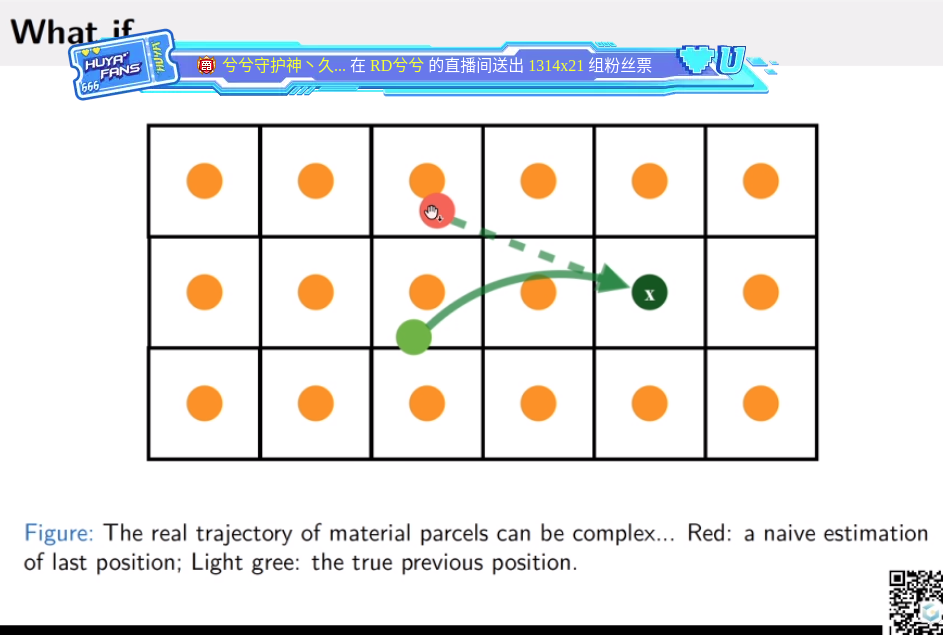 What if
HUYA
FANS
666
HUYA
兮兮守护神丶久... 在 RD兮兮 的直播间送出 1314x21 组粉丝票
U
x
Figure: The real trajectory of material parcels can be complex... Red: a naive estimation
of last position; Light gree: the true previous position.